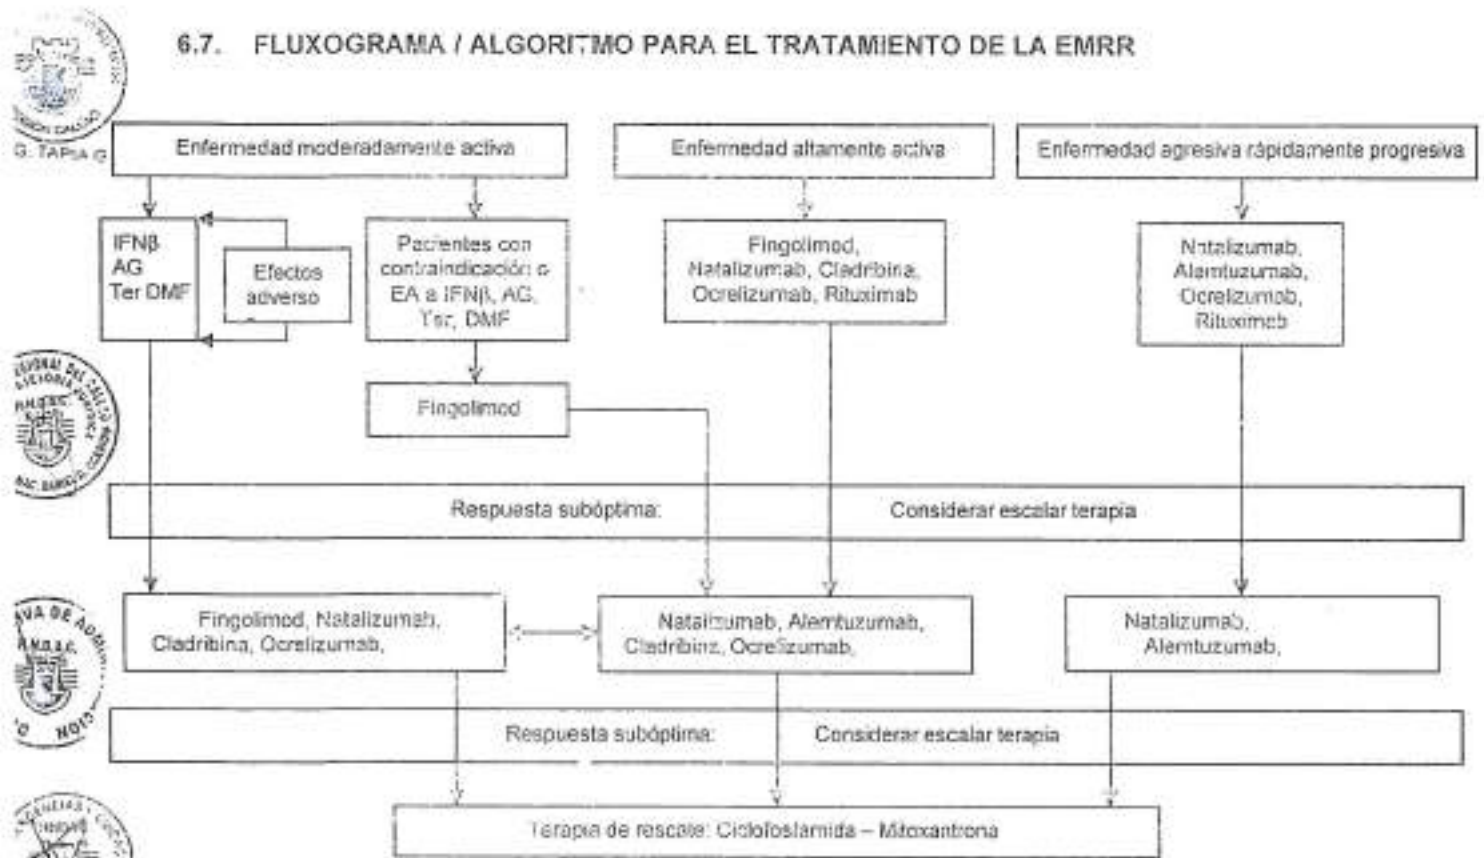 6.7. FLUXOGRAMA / ALGORITMO PARA EL TRATAMIENTO DE LA EMRR
G. TAPIA G
Enfermedad moderadamente activa
Enfermedad altamente activa
Enfermedad agresiva rápidamente progresiva
IFNβ
AG
Ter DMF
Efectos
adverso
Pacientes con
contraindicación o
EA a IFNβ, AG,
Ter, DMF
Fingolimod
Fingolimod,
Natalizumab, Cladribina,
Ocrelizumab, Rituximab
Natalizumab,
Alemtuzumab,
Ocrelizumab,
Rituximab
Respuesta subóptima: Considerar escalar terapia
Fingolimod, Natalizumab,
Cladribina, Ocrelizumab,
Natalizumab, Alemtuzumab,
Cladribina, Ocrelizumab,
Natalizumab,
Alemtuzumab,
Respuesta subóptima: Considerar escalar terapia
Terapia de rescate: Ciclofosfamida – Mitoxantrona